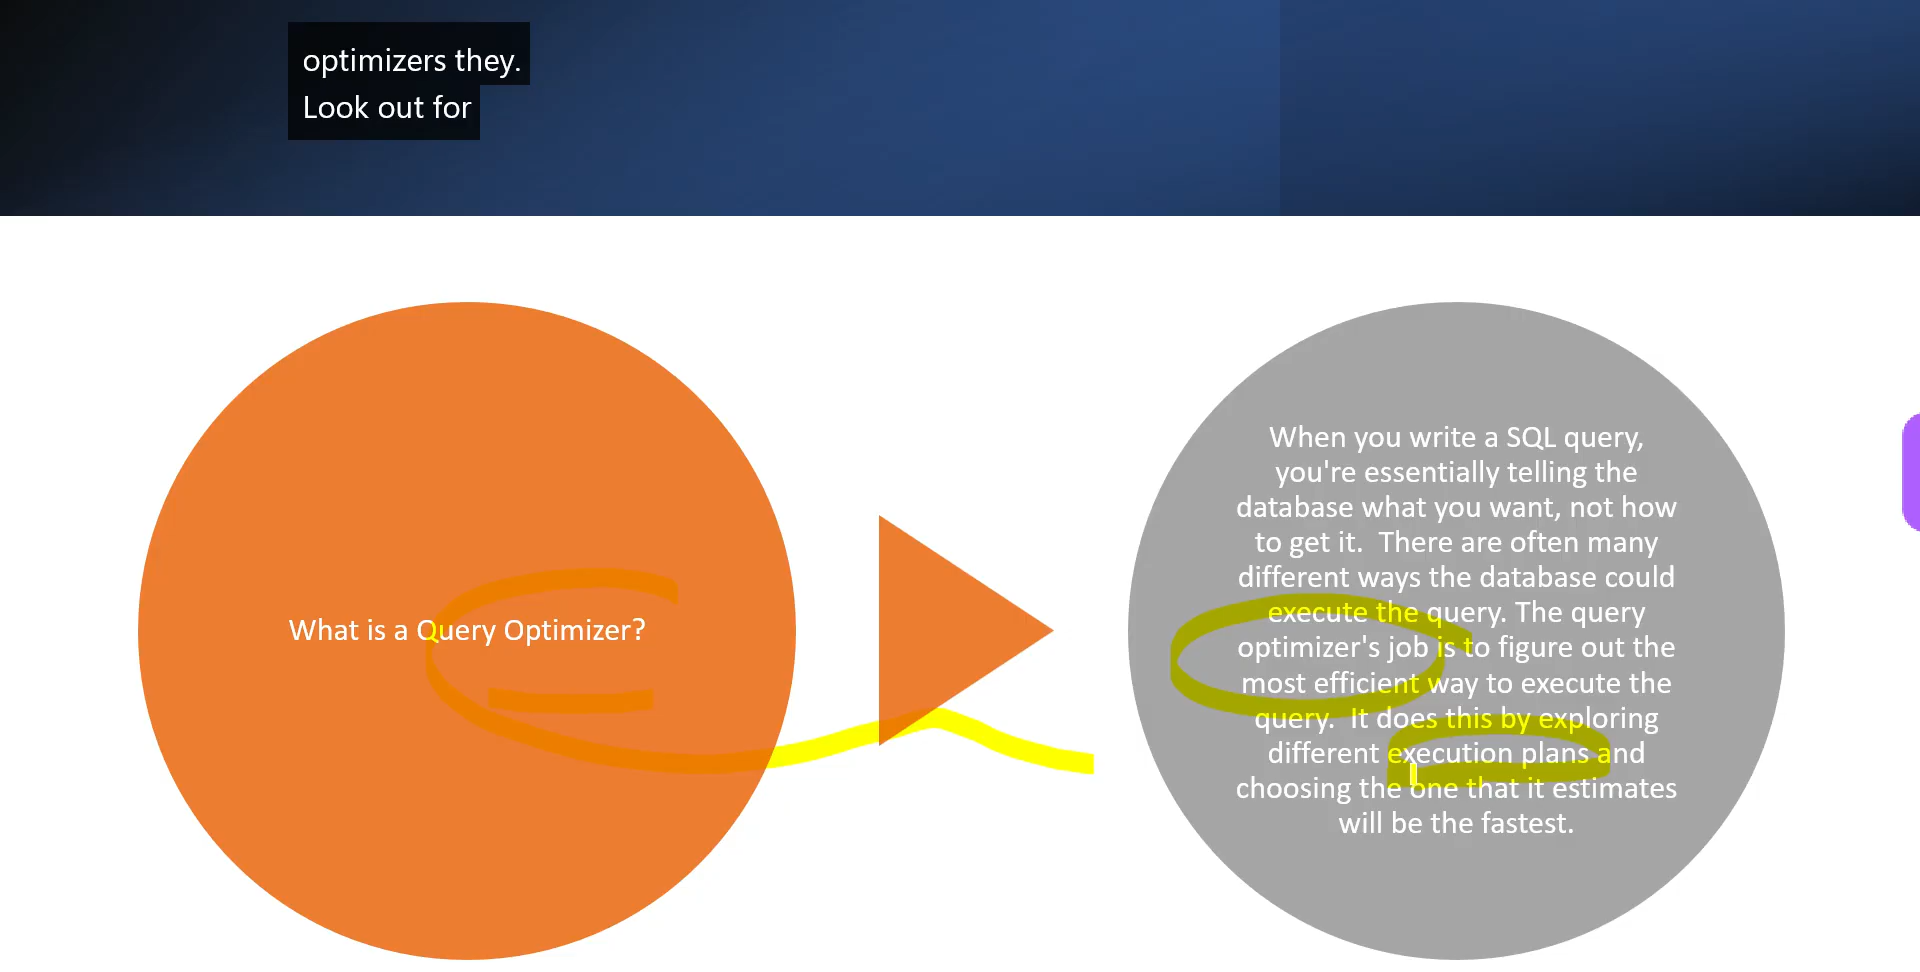 optimizers they.
Look out for
What is a Query Optimizer?
When you write a SQL query,
you're essentially telling the
database what you want, not how
to get it.  There are often many
different ways the database could
execute the query. The query
optimizer's job is to figure out the
most efficient way to execute the
query.  It does this by exploring
different execution plans and
choosing the one that it estimates
will be the fastest.